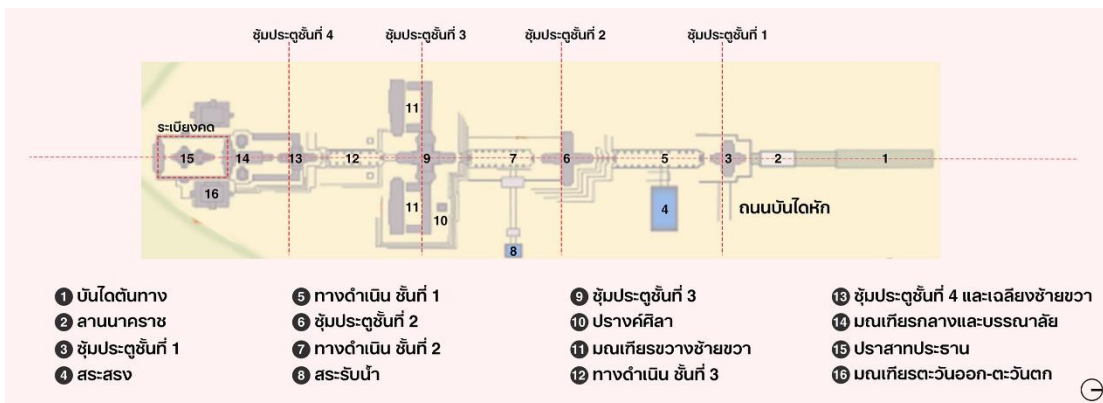 ซุ้มประตูชั้นที่ 4 ซุ้มประตูชั้นที่ 3 ซุ้มประตูชั้นที่ 2 ซุ้มประตูชั้นที่ 1
11
ระเบียงคด
15 14 13 12 9 7 6 5 3 2 1
16 11 10 4 ถนนบันไดหัก
8
1 บันไดต้นทาง
2 ลานนาคราช
3 ซุ้มประตูชั้นที่ 1
4 สระสรง
5 ทางดำเนิน ชั้นที่ 1
6 ซุ้มประตูชั้นที่ 2
7 ทางดำเนิน ชั้นที่ 2
8 สระรับน้ำ
9 ซุ้มประตูชั้นที่ 3
10 ปรางค์ศิลา
11 มณเฑียรขวางซ้ายขวา
12 ทางดำเนิน ชั้นที่ 3
13 ซุ้มประตูชั้นที่ 4 และเฉลียงซ้ายขวา
14 มณเฑียรกลางและบรรณาลัย
15 ปราสาทประธาน
16 มณเฑียรตะวันออก-ตะวันตก